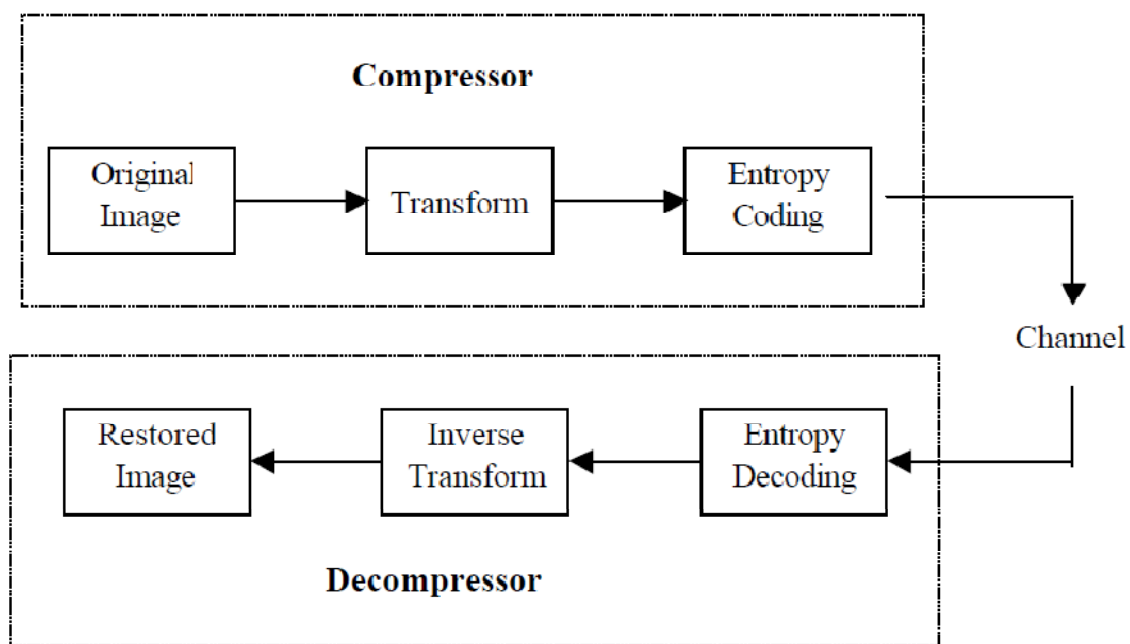 Compressor
Original
Image
Transform
Entropy
Coding
Channel
Restored
Image
Inverse
Transform
Entropy
Decoding
Decompressor